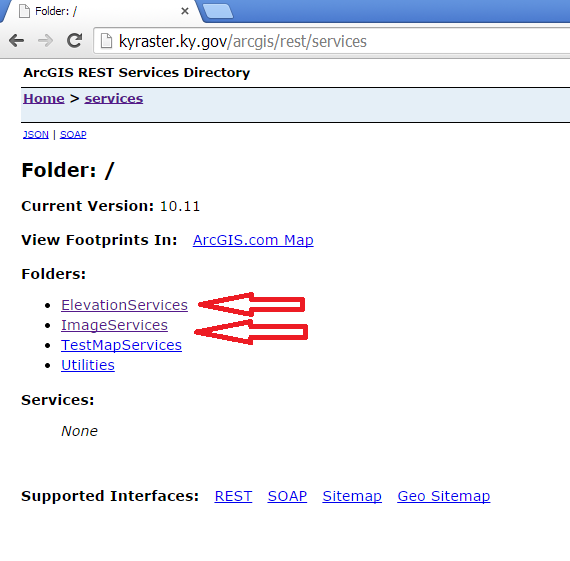 Folder: /
kyraster.ky.gov/arcgis/rest/services
ArcGIS REST Services Directory
Home > services
JSON | SOAP
Folder: /
Current Version: 10.11
View Footprints In: ArcGIS.com Map
Folders:
ElevationServices
ImageServices
TestMapServices
Utilities
Services:
None
Supported Interfaces: REST SOAP Sitemap Geo Sitemap